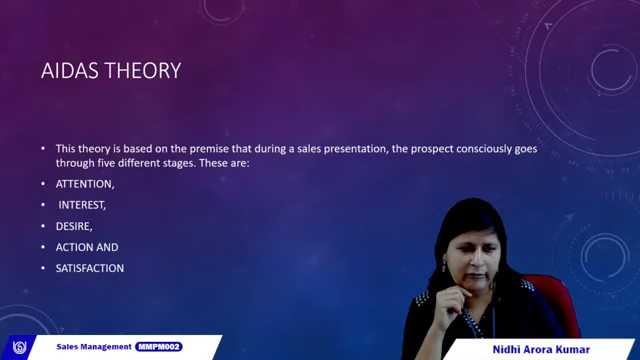 AIDAS THEORY
• This theory is based on the premise that during a sales presentation, the prospect consciously goes
through five different stages. These are:
• ATTENTION,
• INTEREST,
• DESIRE,
• ACTION AND
• SATISFACTION
Sales Management MMPM002
Nidhi Arora Kumar